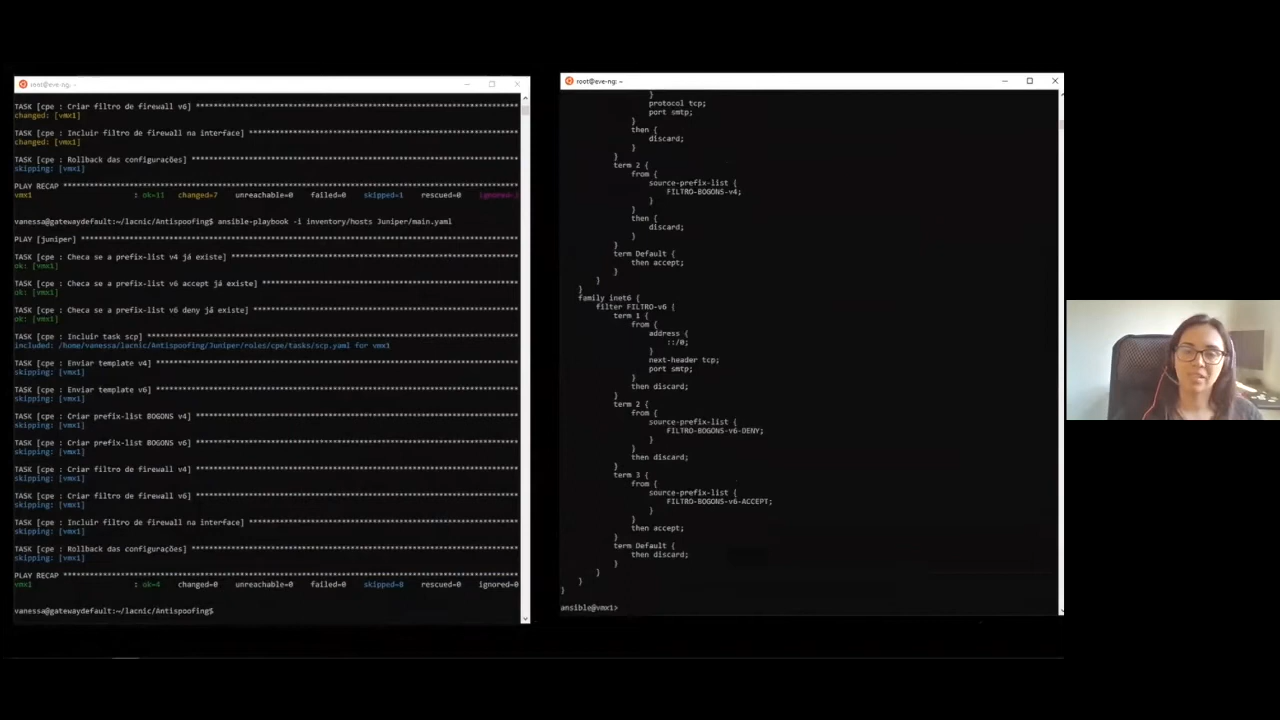 root@eve-ng: ~
TASK [cpe : Criar filtro de firewall v6] ****************************************************************************
changed: [vmx1]
TASK [cpe : Incluir filtro de firewall na interface] ****************************************************************
changed: [vmx1]
TASK [cpe : Rollback das configurações] *****************************************************************************
skipping: [vmx1]
PLAY RECAP **********************************************************************************************************
vmx1 : ok=11 changed=7 unreachable=0 failed=0 skipped=1 rescued=0
vanessa@gatewaydefault:~/lacnic/Antispoofing$ ansible-playbook -i inventory/hosts Juniper/main.yaml
PLAY [juniper] ******************************************************************************************************
TASK [cpe : Checa se a prefix-list v4 já existe] ********************************************************************
ok: [vmx1]
TASK [cpe : Checa se a prefix-list v6 accept já existe] *************************************************************
ok: [vmx1]
TASK [cpe : Checa se a prefix-list v6 deny já existe] ***************************************************************
ok: [vmx1]
TASK [cpe : Incluir task scp] ***************************************************************************************
included: /home/vanessa/lacnic/Antispoofing/Juniper/roles/cpe/tasks/scp.yaml for vmx1
TASK [cpe : Enviar template v4] *************************************************************************************
skipping: [vmx1]
TASK [cpe : Enviar template v6] *************************************************************************************
skipping: [vmx1]
TASK [cpe : Criar prefix-list BOGONS v4] ****************************************************************************
skipping: [vmx1]
TASK [cpe : Criar prefix-list BOGONS v6] ****************************************************************************
skipping: [vmx1]
TASK [cpe : Criar filtro de firewall v4] ****************************************************************************
skipping: [vmx1]
TASK [cpe : Criar filtro de firewall v6] ****************************************************************************
skipping: [vmx1]
TASK [cpe : Incluir filtro de firewall na interface] ****************************************************************
skipping: [vmx1]
TASK [cpe : Rollback das configurações] *****************************************************************************
skipping: [vmx1]
PLAY RECAP **********************************************************************************************************
vmx1 : ok=4 changed=0 unreachable=0 failed=0 skipped=8 rescued=0 ignored=0
vanessa@gatewaydefault:~/lacnic/Antispoofing$
root@eve-ng: ~
}
protocol tcp;
port smtp;
}
then {
discard;
}
}
term 2 {
from {
source-prefix-list {
FILTRO-BOGONS-v4;
}
}
then {
discard;
}
}
term Default {
then accept;
}
}
}
family inet6 {
filter FILTRO-v6 {
term 1 {
from {
address {
::/0;
}
next-header tcp;
port smtp;
}
then discard;
}
term 2 {
from {
source-prefix-list {
FILTRO-BOGONS-v6-DENY;
}
}
then discard;
}
term 3 {
from {
source-prefix-list {
FILTRO-BOGONS-v6-ACCEPT;
}
}
then accept;
}
term Default {
then discard;
}
}
}
}
ansible@vmx1>